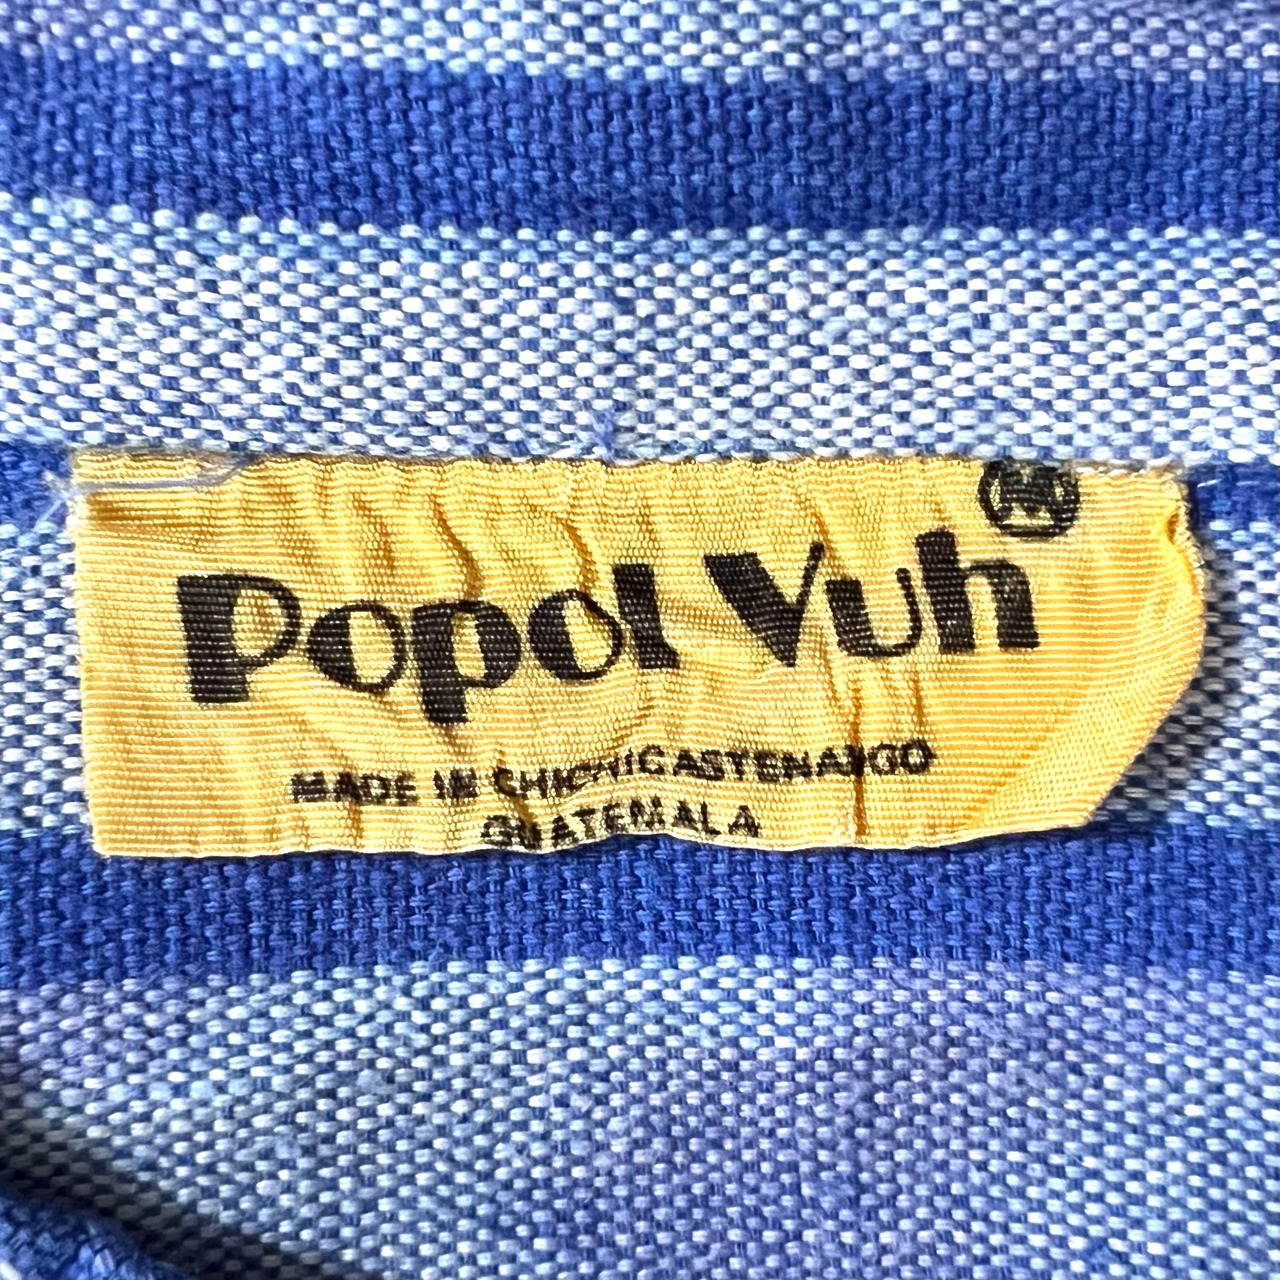 M
Popol Vuh
MADE IN CHICHICASTENANGO
GUATEMALA